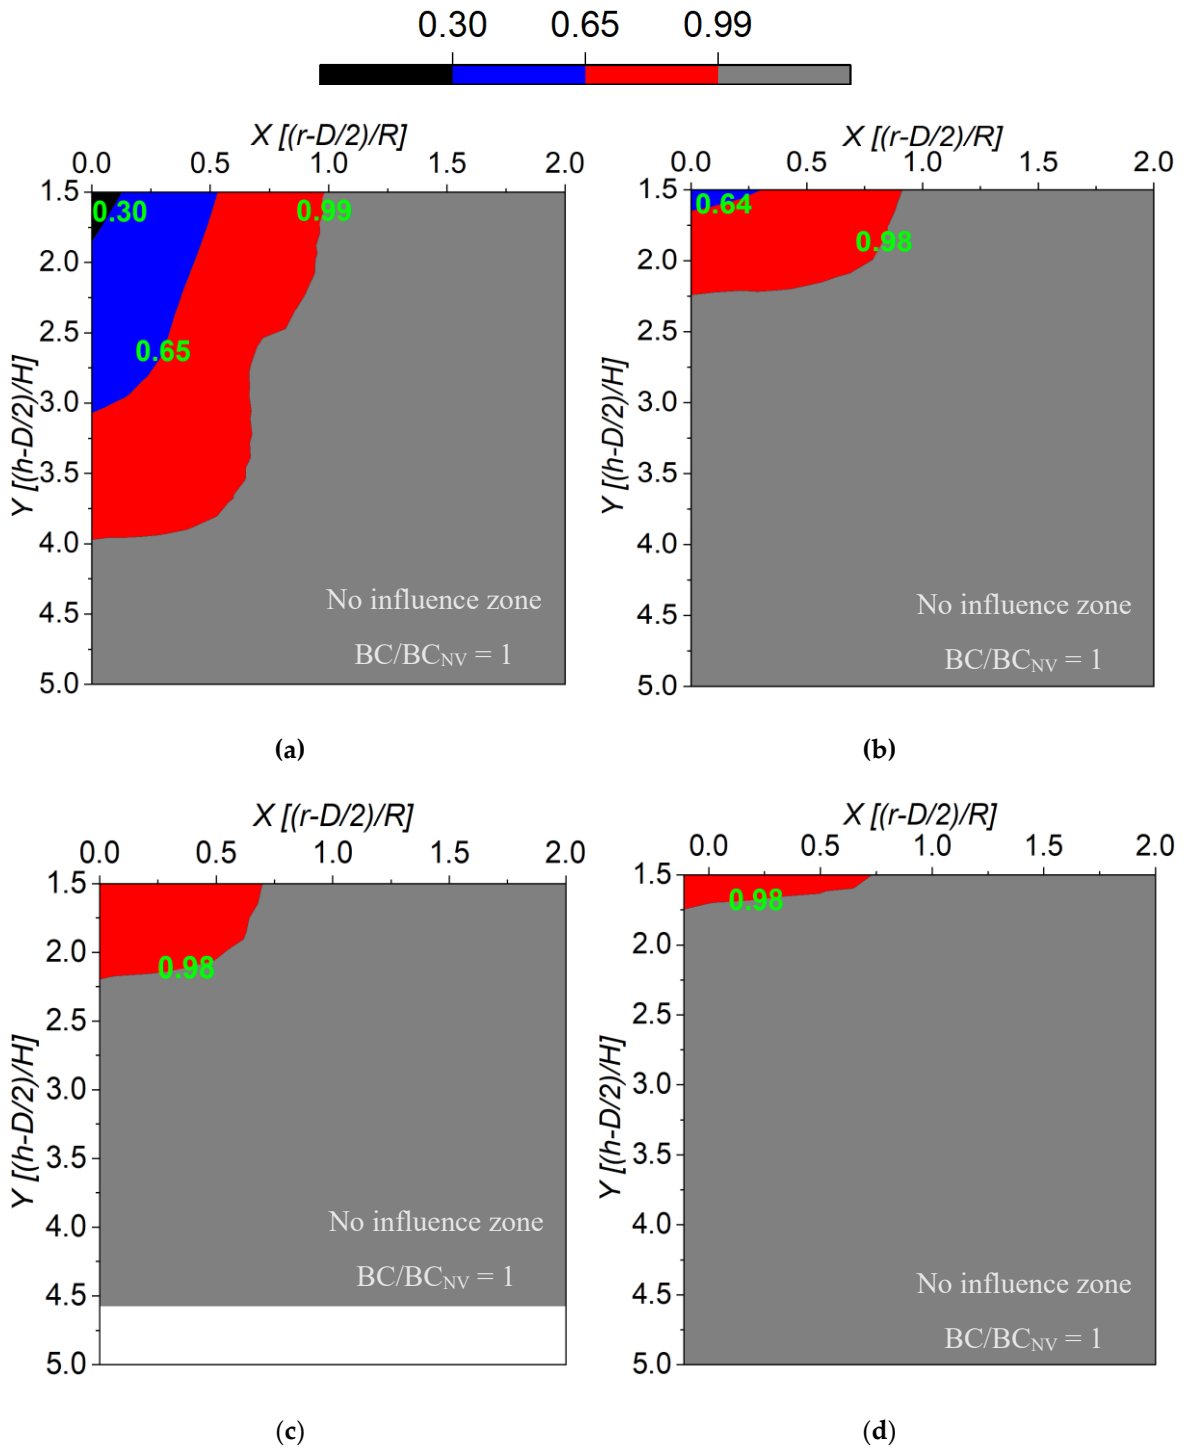 0.30 0.65 0.99
X [(r-D/2)/R]
0.0 0.5 1.0 1.5 2.0
1.5
2.0
2.5
3.0
3.5
4.0
4.5
5.0
Y [(h-D/2)/H]
0.30
0.99
0.65
No influence zone
BC/BC_NV = 1
(a)
X [(r-D/2)/R]
0.0 0.5 1.0 1.5 2.0
1.5
2.0
2.5
3.0
3.5
4.0
4.5
5.0
Y [(h-D/2)/H]
0.64
0.98
No influence zone
BC/BC_NV = 1
(b)
X [(r-D/2)/R]
0.0 0.5 1.0 1.5 2.0
1.5
2.0
2.5
3.0
3.5
4.0
4.5
5.0
Y [(h-D/2)/H]
0.98
No influence zone
BC/BC_NV = 1
(c)
X [(r-D/2)/R]
0.0 0.5 1.0 1.5 2.0
1.5
2.0
2.5
3.0
3.5
4.0
4.5
5.0
Y [(h-D/2)/H]
0.98
No influence zone
BC/BC_NV = 1
(d)